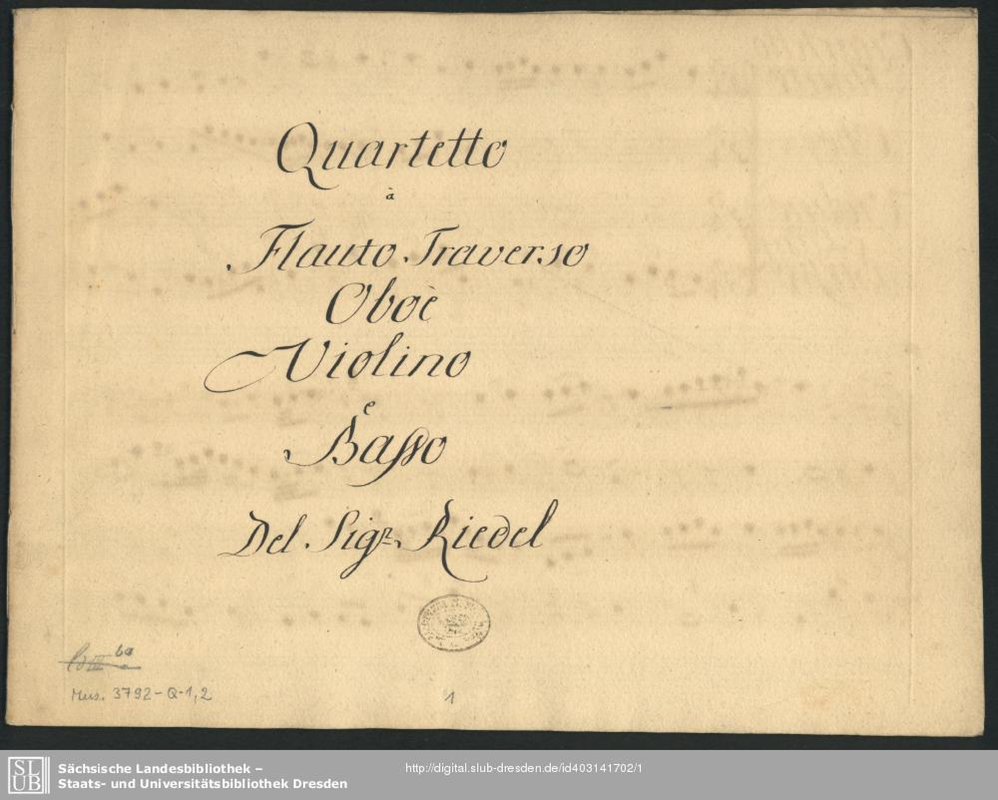 Quartetto
à
Flauto Traverso
Oboè
Violino
e
Basso
Del Sigr. Riedel
Mus. 3792-Q-1,2
1
SLUB
Sächsische Landesbibliothek –
Staats- und Universitätsbibliothek Dresden
http://digital.slub-dresden.de/id403141702/1